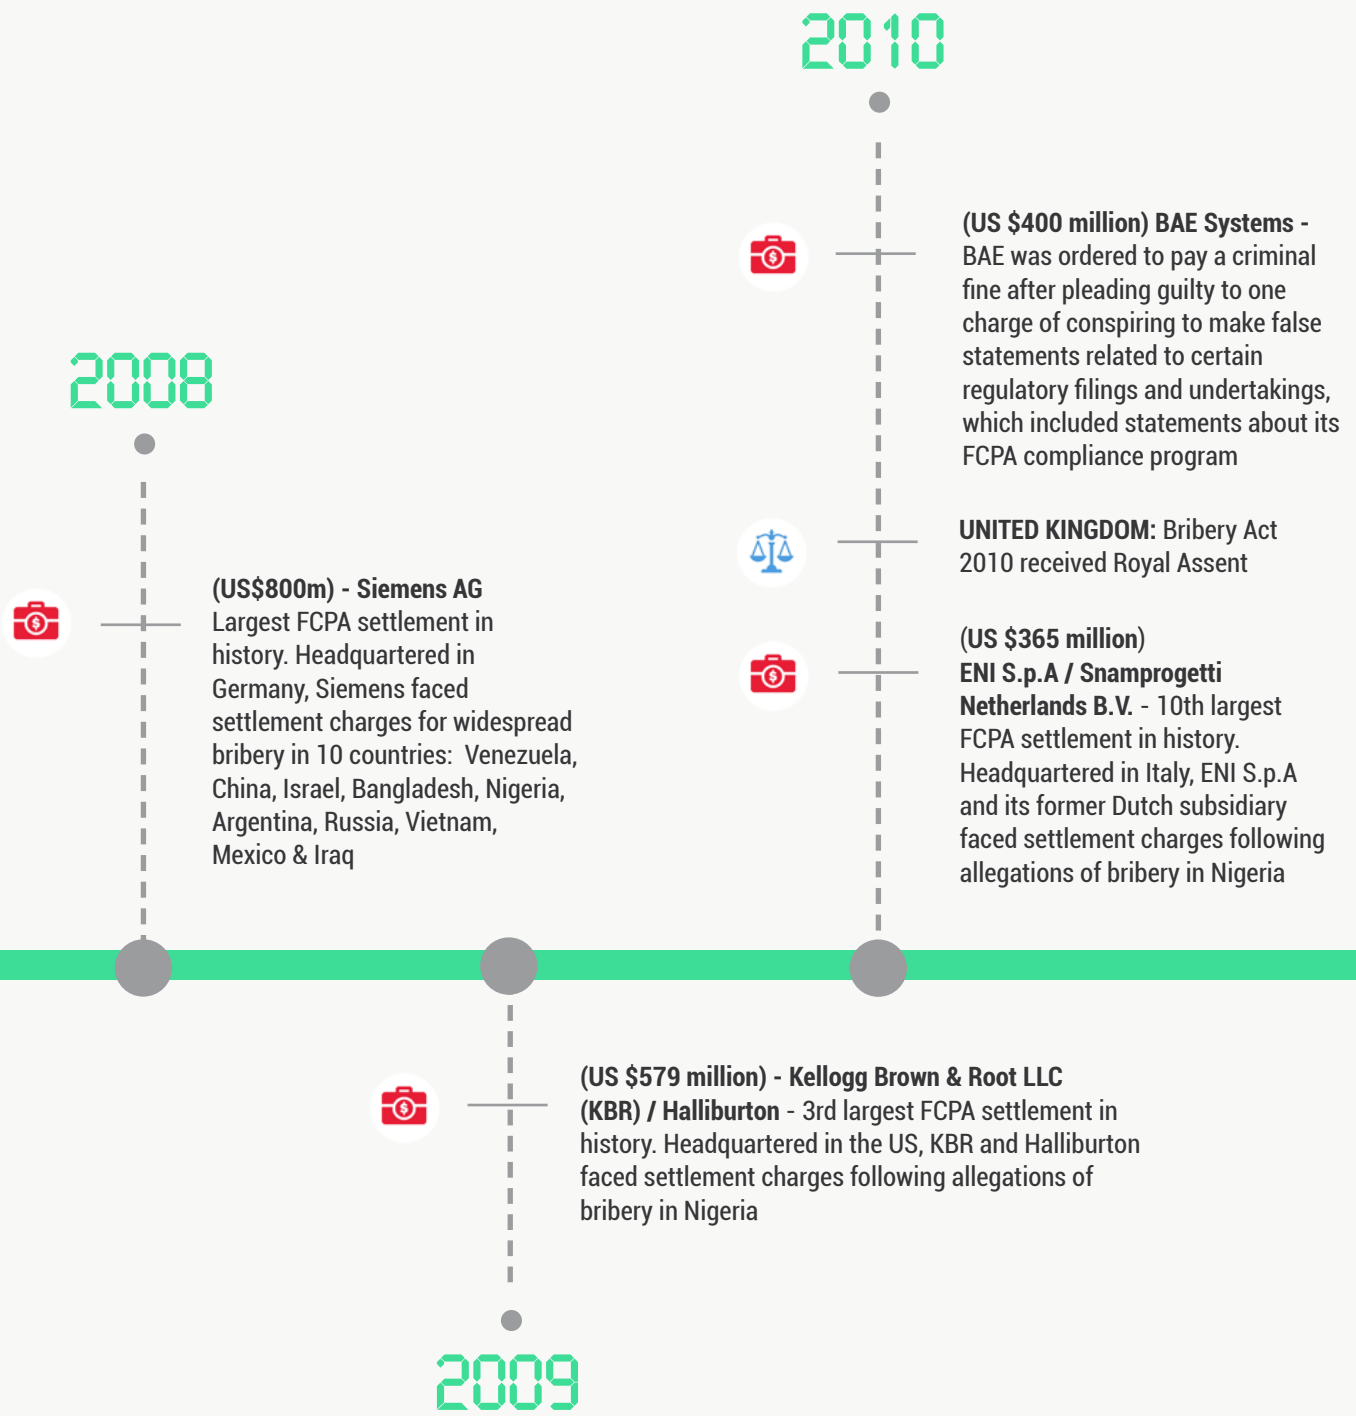 2008
(US$800m) - Siemens AG
Largest FCPA settlement in
history. Headquartered in
Germany, Siemens faced
settlement charges for widespread
bribery in 10 countries:  Venezuela,
China, Israel, Bangladesh, Nigeria,
Argentina, Russia, Vietnam,
Mexico & Iraq
(US $579 million) - Kellogg Brown & Root LLC
(KBR) / Halliburton - 3rd largest FCPA settlement in
history. Headquartered in the US, KBR and Halliburton
faced settlement charges following allegations of
bribery in Nigeria
2009
2010
(US $400 million) BAE Systems -
BAE was ordered to pay a criminal
fine after pleading guilty to one
charge of conspiring to make false
statements related to certain
regulatory filings and undertakings,
which included statements about its
FCPA compliance program
UNITED KINGDOM: Bribery Act
2010 received Royal Assent
(US $365 million)
ENI S.p.A / Snamprogetti
Netherlands B.V. - 10th largest
FCPA settlement in history.
Headquartered in Italy, ENI S.p.A
and its former Dutch subsidiary
faced settlement charges following
allegations of bribery in Nigeria